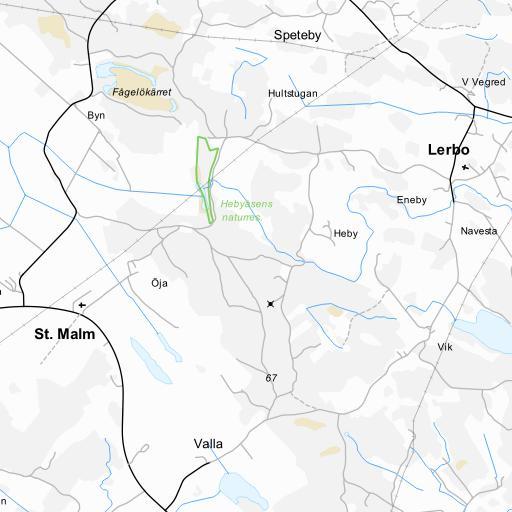 Speteby
V Vegred
Fågelökärret
Hultstugan
Byn
Lerbo
Eneby
Hebyåsens
naturres.
Heby
Navesta
Öja
St. Malm
Vik
67
Valla